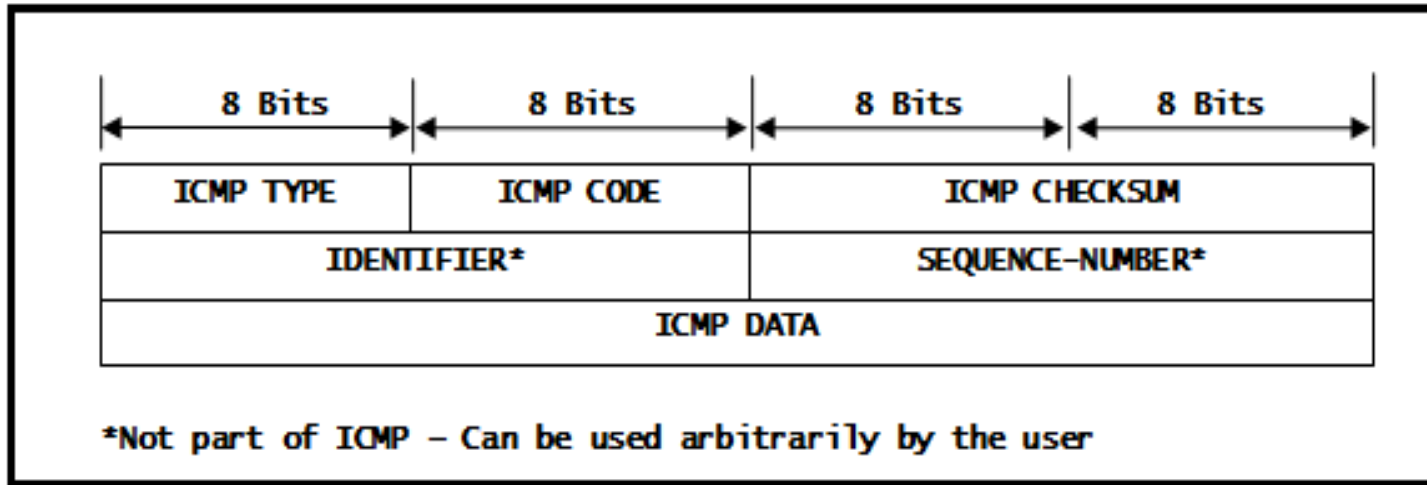 8 Bits 8 Bits 8 Bits 8 Bits
ICMP TYPE ICMP CODE ICMP CHECKSUM
IDENTIFIER* SEQUENCE-NUMBER*
ICMP DATA
*Not part of ICMP – Can be used arbitrarily by the user